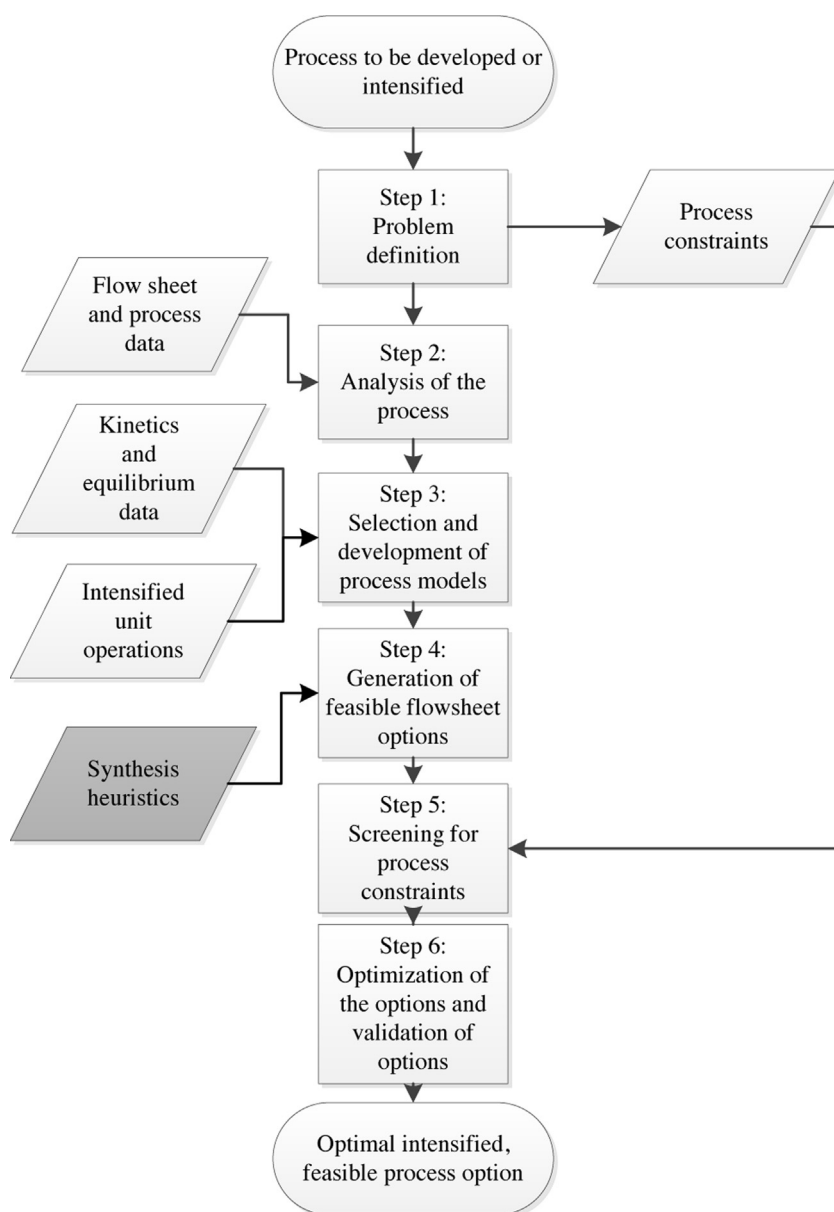 Process to be developed or
intensified
Step 1:
Problem
definition
Process
constraints
Flow sheet
and process
data
Step 2:
Analysis of the
process
Kinetics
and
equilibrium
data
Step 3:
Selection and
development of
process models
Intensified
unit
operations
Step 4:
Generation of
feasible flowsheet
options
Synthesis
heuristics
Step 5:
Screening for
process
constraints
Step 6:
Optimization of
the options and
validation of
options
Optimal intensified,
feasible process option